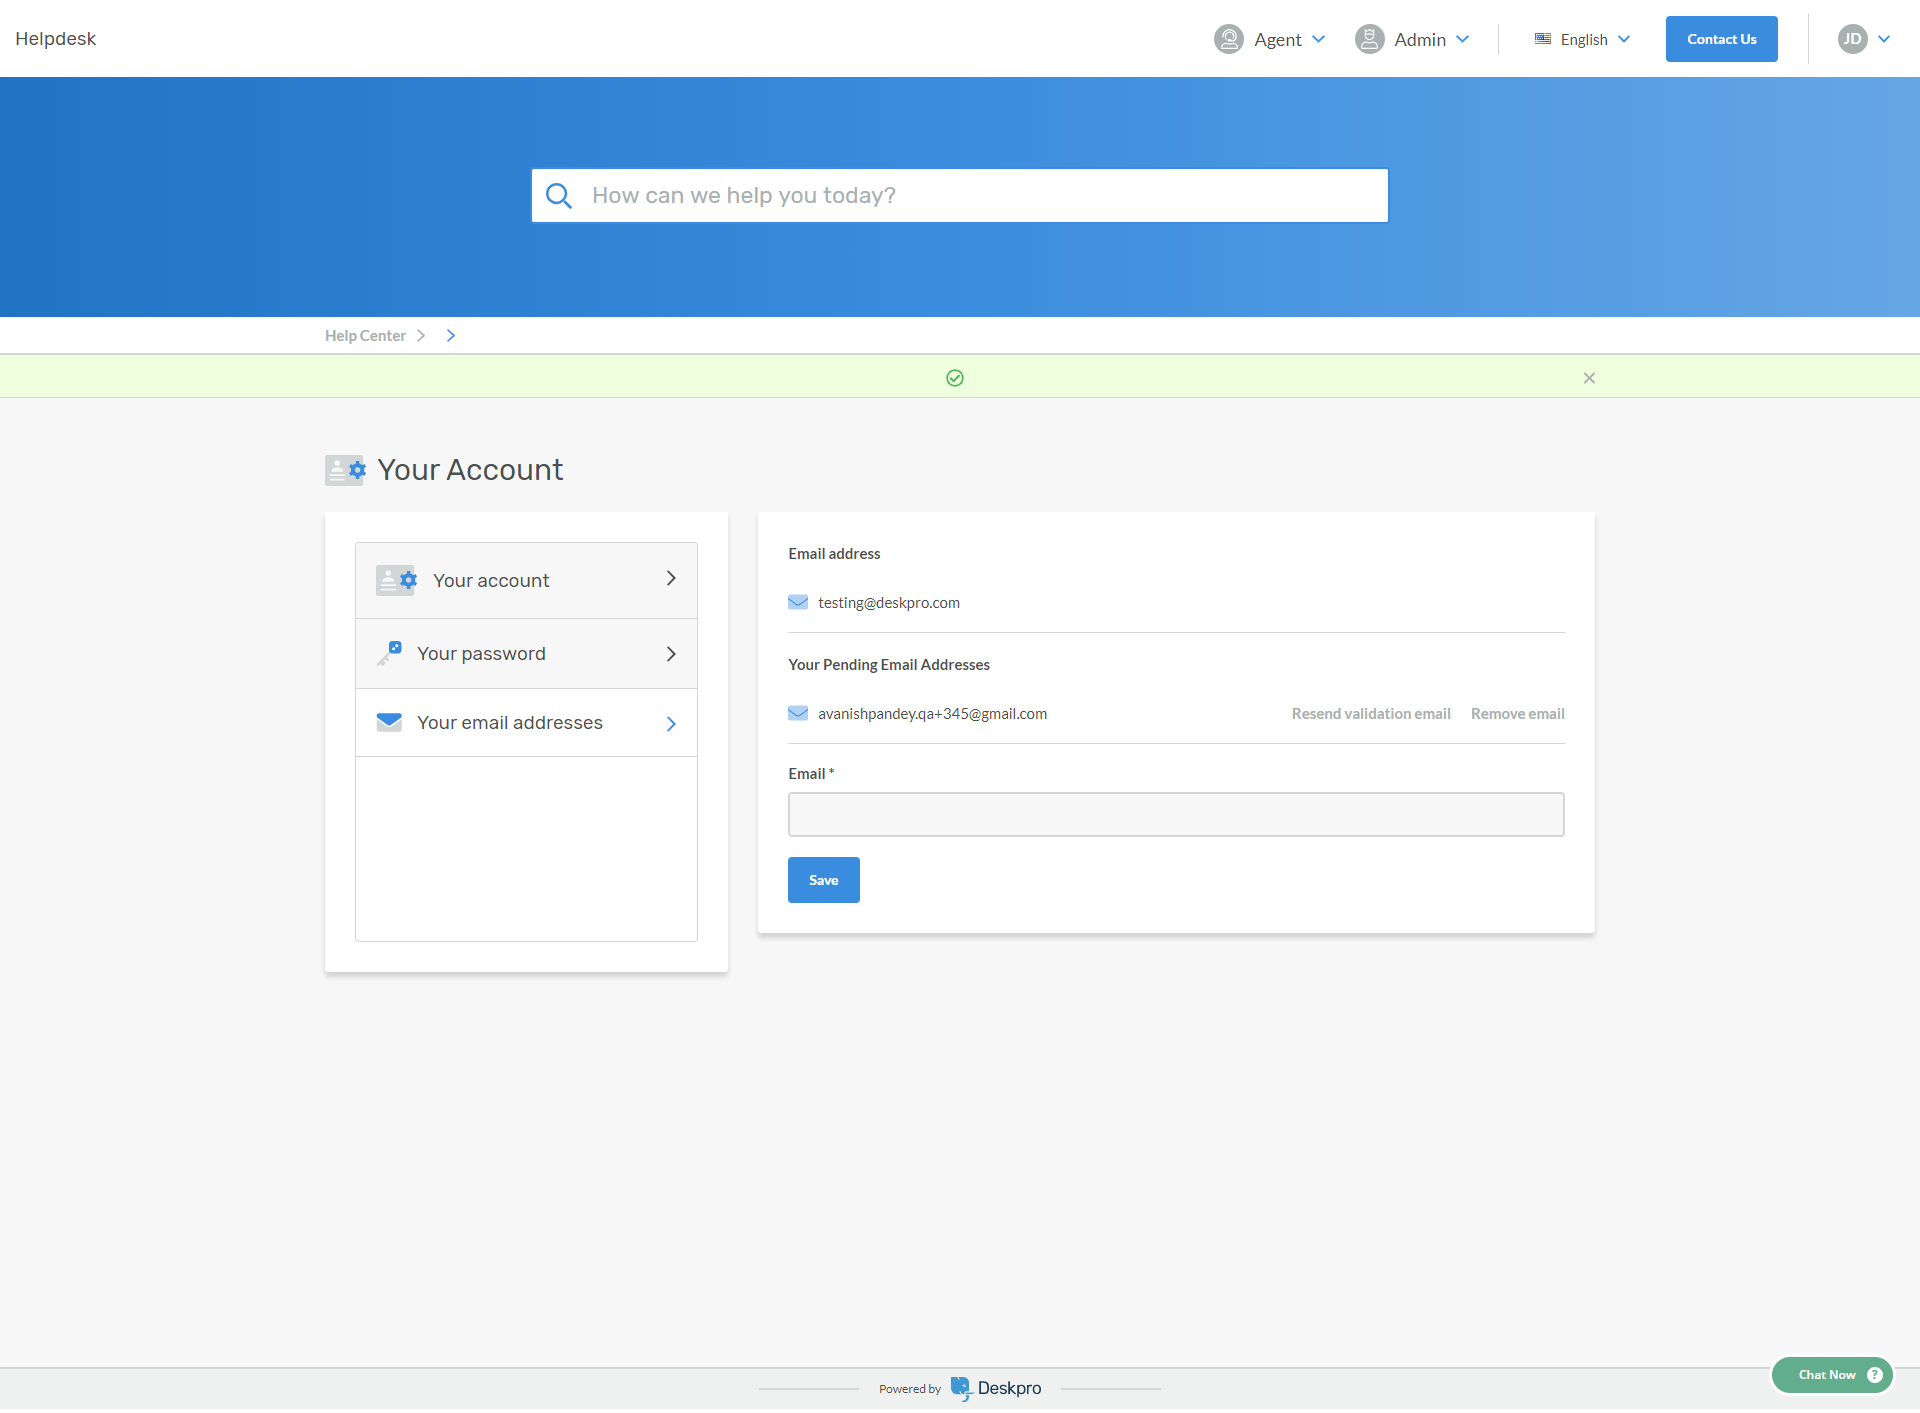 Helpdesk
Agent
Admin
English
Contact Us
JD
How can we help you today?
Help Center
Your Account
Your account
Your password
Your email addresses
Email address
testing@deskpro.com
Your Pending Email Addresses
avanishpandey.qa+345@gmail.com
Resend validation email
Remove email
Email *
Save
Powered by
Deskpro
Chat Now ?